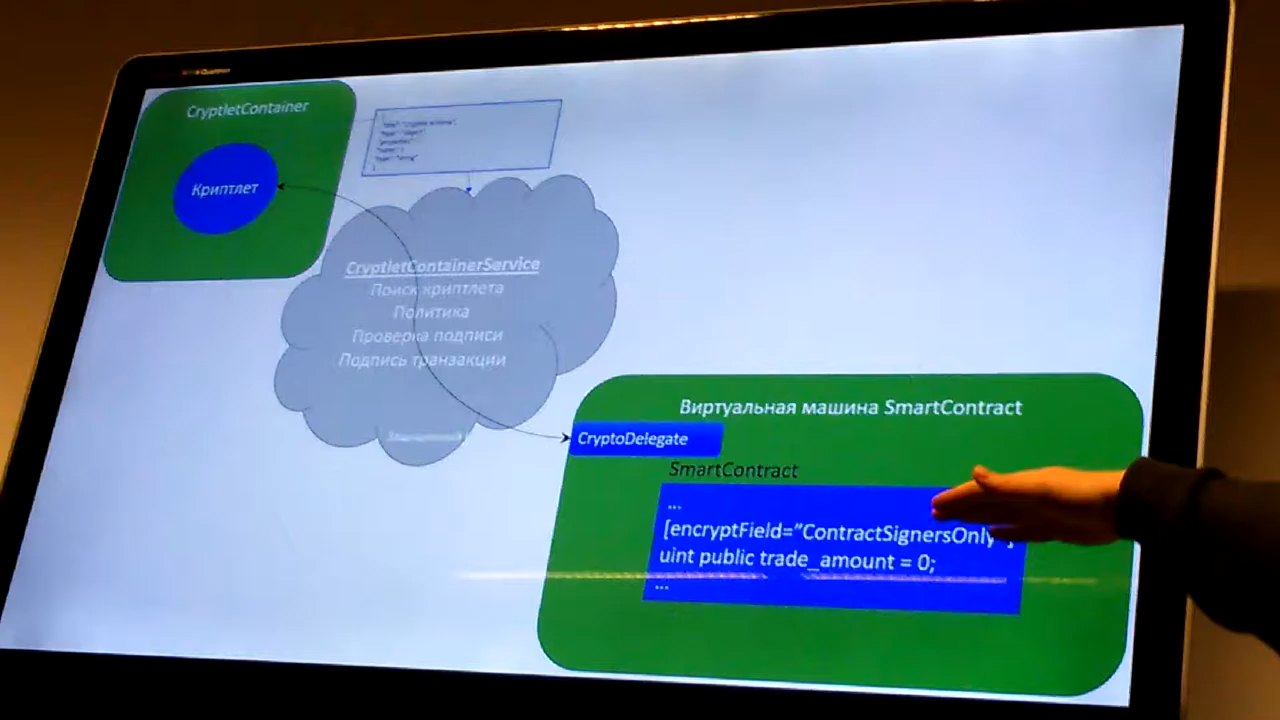 CryptletContainer
Криптлет
CryptletContainerService
Поиск криптлета
Политика
Проверка подписи
Подпись транзакции
Виртуальная машина SmartContract
CryptoDelegate
SmartContract
...
[encryptField="ContractSignersOnly"]
uint public trade_amount = 0;
...